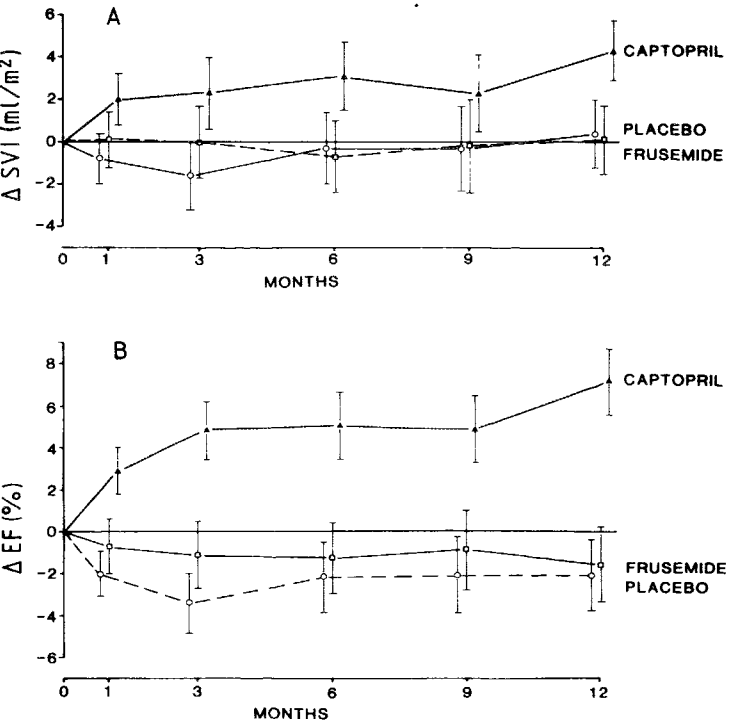 A
6
4
2
0
-2
-4
Δ SVI (ml/m²)
CAPTOPRIL
PLACEBO
FRUSEMIDE
0 1 3 6 9 12
MONTHS
B
8
6
4
2
0
-2
-4
-6
Δ EF (%)
CAPTOPRIL
FRUSEMIDE
PLACEBO
0 1 3 6 9 12
MONTHS